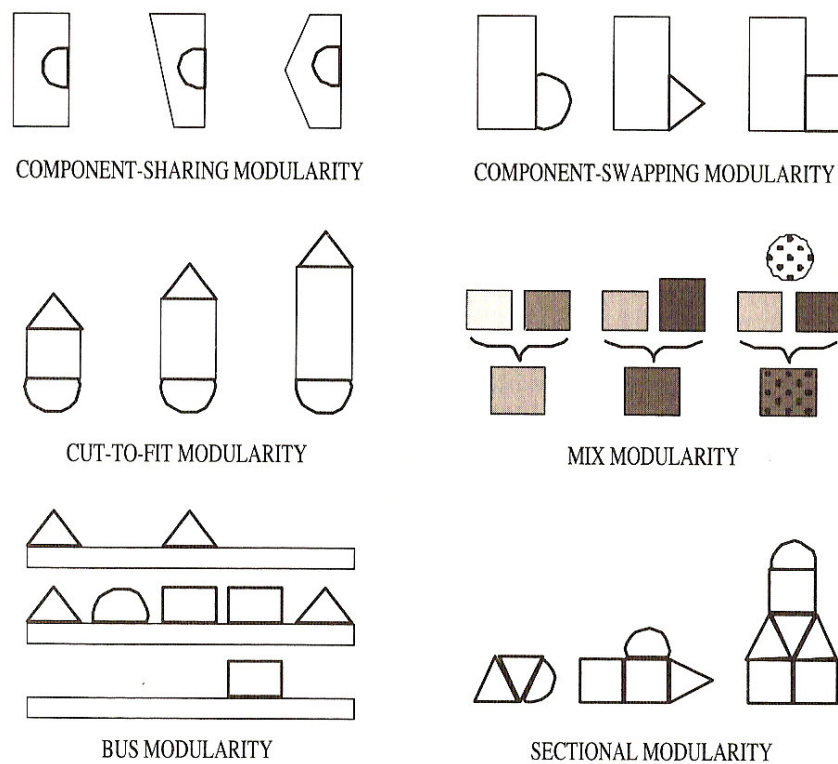 COMPONENT-SHARING MODULARITY
COMPONENT-SWAPPING MODULARITY
CUT-TO-FIT MODULARITY
MIX MODULARITY
BUS MODULARITY
SECTIONAL MODULARITY